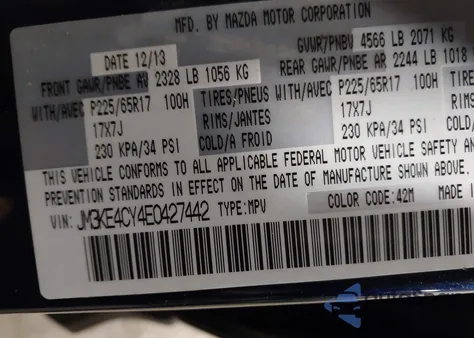 MFD. BY MAZDA MOTOR CORPORATION
DATE 12/13 GVWR/PNBV 4566 LB 2071 KG
FRONT GAWR/PNBE AV 2328 LB 1056 KG REAR GAWR/PNBE AR 2244 LB 1018
WITH/AVEC P225/65R17 100H TIRES/PNEUS WITH/AVEC P225/65R17 100H
17X7J RIMS/JANTES 17X7J
230 KPA/34 PSI COLD/A FROID 230 KPA/34 PSI
THIS VEHICLE CONFORMS TO ALL APPLICABLE FEDERAL MOTOR VEHICLE SAFETY AN
PREVENTION STANDARDS IN EFFECT ON THE DATE OF MANUFACTURE SHOWN ABOVE.
VIN: JM3KE4CY4E0427442 TYPE:MPV COLOR CODE:42M MADE